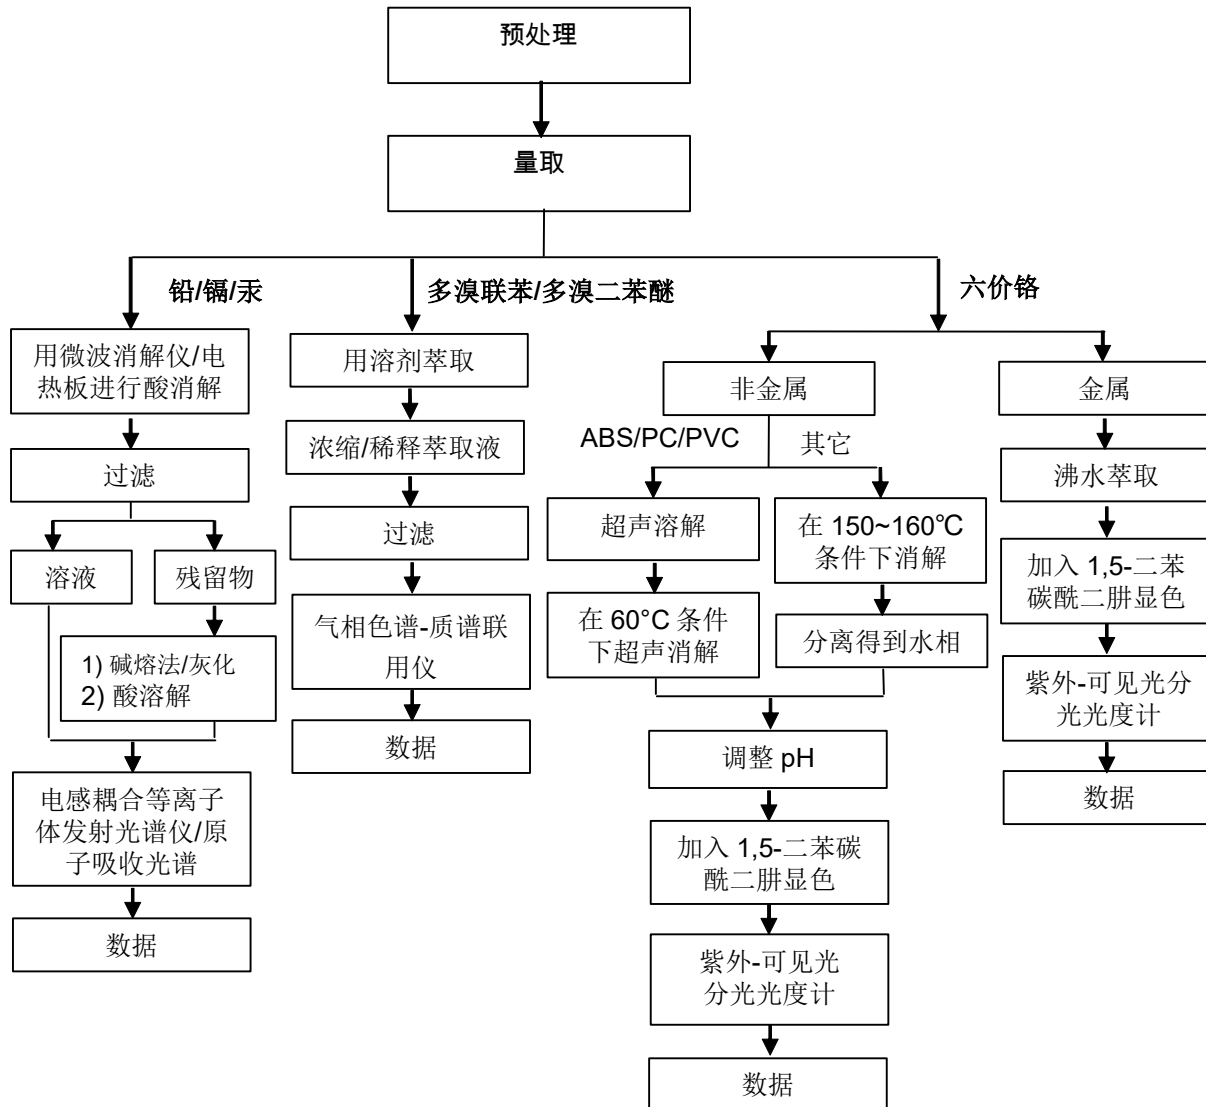 预处理
量取
铅/镉/汞
多溴联苯/多溴二苯醚
六价铬
用微波消解仪/电
热板进行酸消解
过滤
溶液
残留物
1) 碱熔法/灰化
2) 酸溶解
电感耦合等离子
体发射光谱仪/原
子吸收光谱
数据
用溶剂萃取
浓缩/稀释萃取液
过滤
气相色谱-质谱联
用仪
数据
非金属
ABS/PC/PVC
其它
超声溶解
在 60°C 条件
下超声消解
在 150~160℃
条件下消解
分离得到水相
调整 pH
加入 1,5-二苯碳
酰二肼显色
紫外-可见光
分光光度计
数据
金属
沸水萃取
加入 1,5-二苯
碳酰二肼显色
紫外-可见光分
光光度计
数据